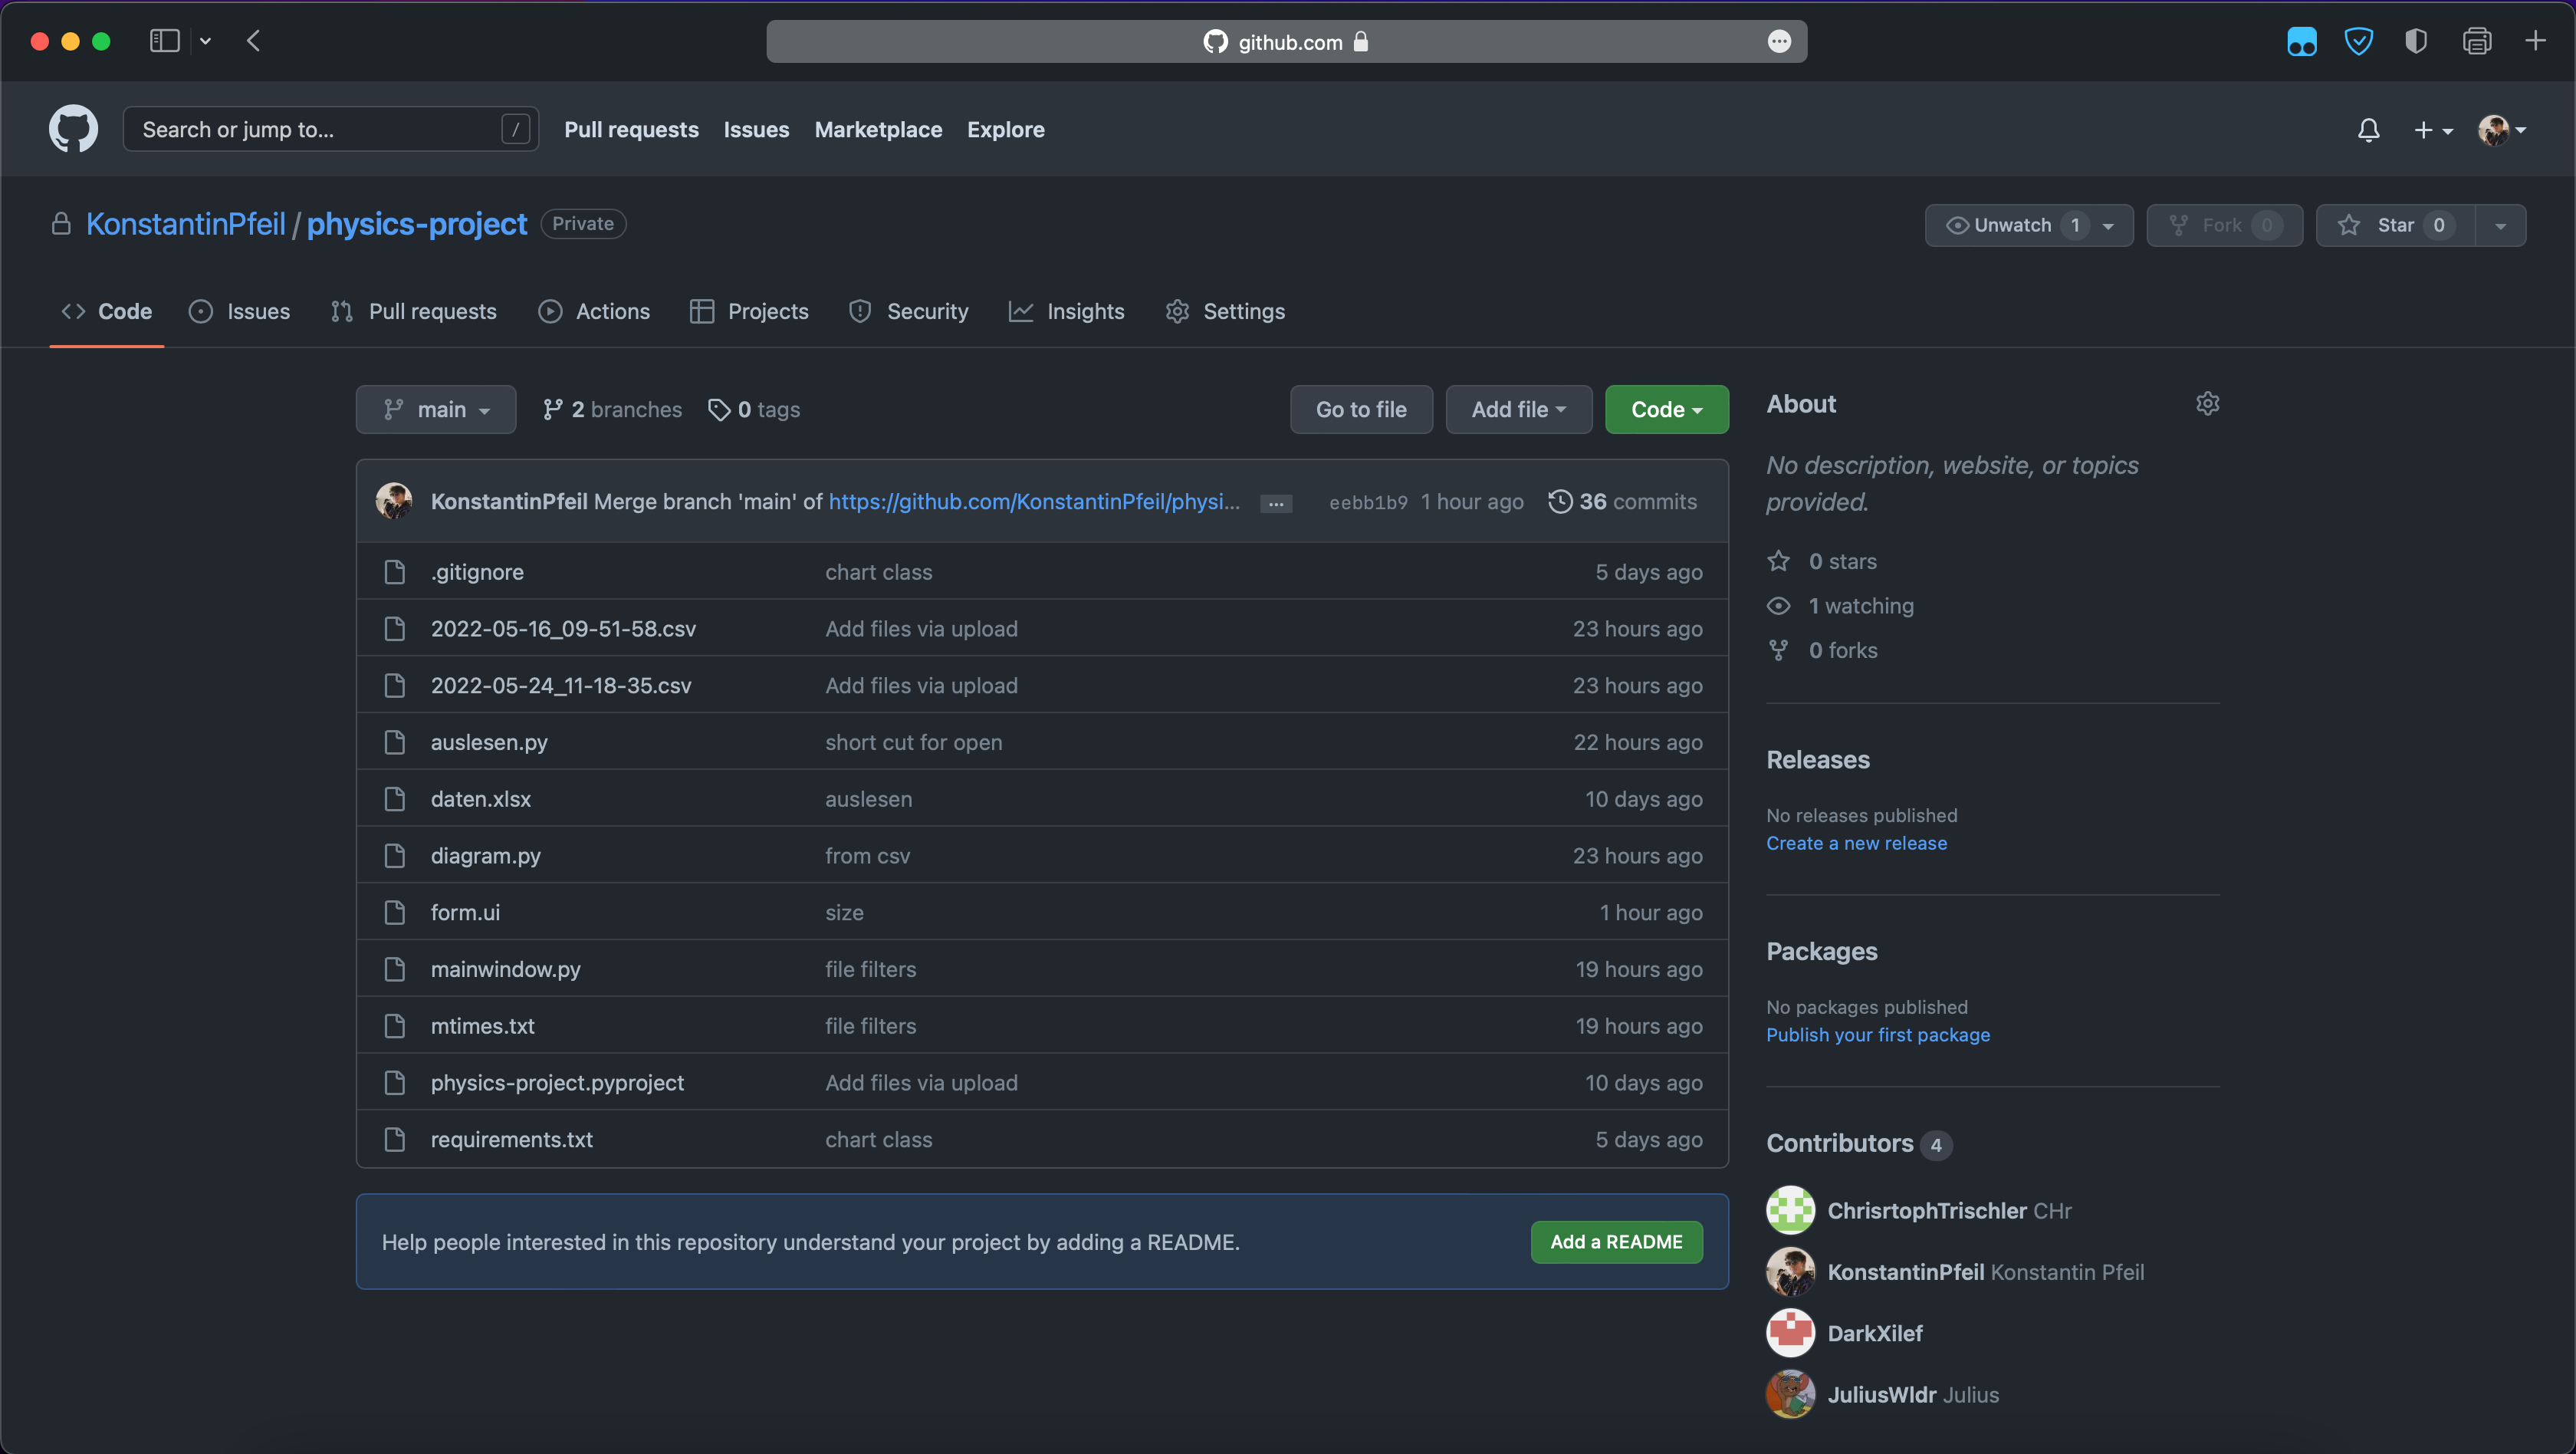 github.com
Search or jump to... /
Pull requests Issues Marketplace Explore
KonstantinPfeil / physics-project Private
Unwatch 1 Fork 0 Star 0
Code Issues Pull requests Actions Projects Security Insights Settings
main 2 branches 0 tags Go to file Add file Code
KonstantinPfeil Merge branch 'main' of https://github.com/KonstantinPfeil/physi... ... eebb1b9 1 hour ago 36 commits
.gitignore chart class 5 days ago
2022-05-16_09-51-58.csv Add files via upload 23 hours ago
2022-05-24_11-18-35.csv Add files via upload 23 hours ago
auslesen.py short cut for open 22 hours ago
daten.xlsx auslesen 10 days ago
diagram.py from csv 23 hours ago
form.ui size 1 hour ago
mainwindow.py file filters 19 hours ago
mtimes.txt file filters 19 hours ago
physics-project.pyproject Add files via upload 10 days ago
requirements.txt chart class 5 days ago
Help people interested in this repository understand your project by adding a README. Add a README
About
No description, website, or topics
provided.
0 stars
1 watching
0 forks
Releases
No releases published
Create a new release
Packages
No packages published
Publish your first package
Contributors 4
ChrisrtophTrischler CHr
KonstantinPfeil Konstantin Pfeil
DarkXilef
JuliusWldr Julius